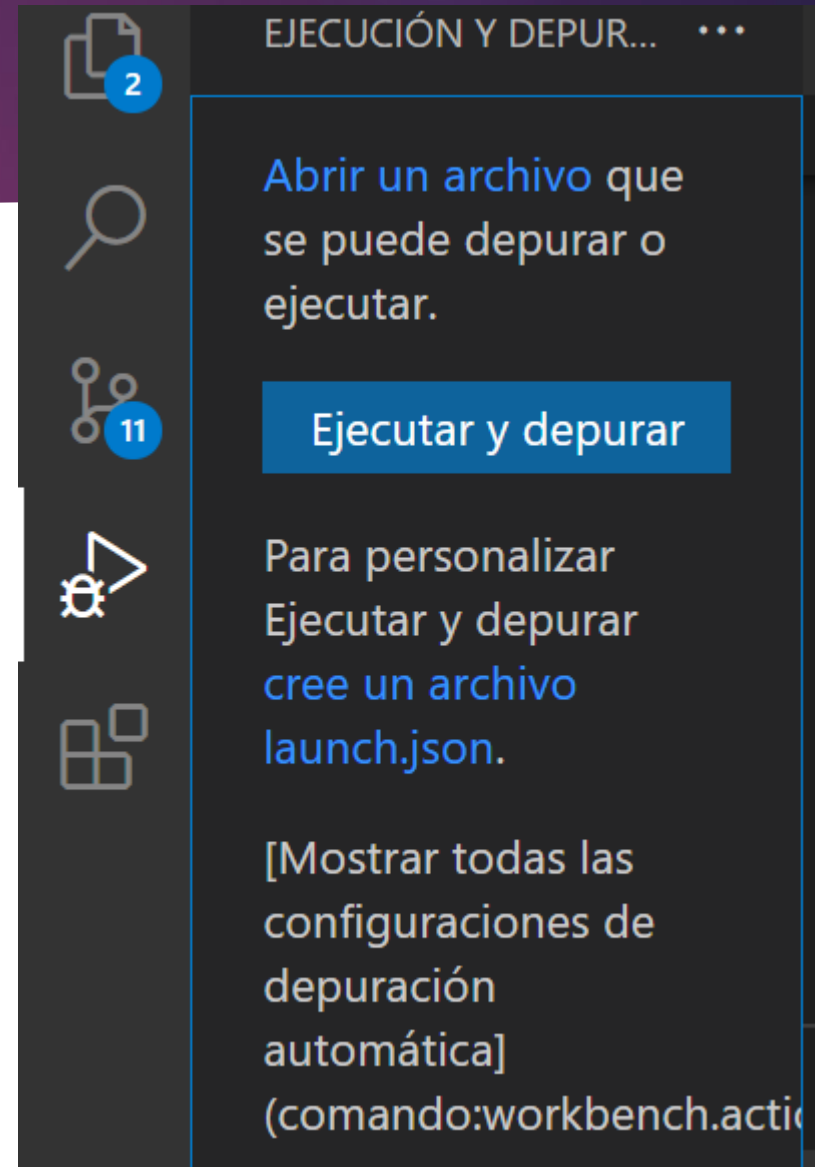 EJECUCIÓN Y DEPUR... ...
2
Abrir un archivo que
se puede depurar o
ejecutar.
11
Ejecutar y depurar
Para personalizar
Ejecutar y depurar
cree un archivo
launch.json.
[Mostrar todas las
configuraciones de
depuración
automática]
(comando:workbench.actio